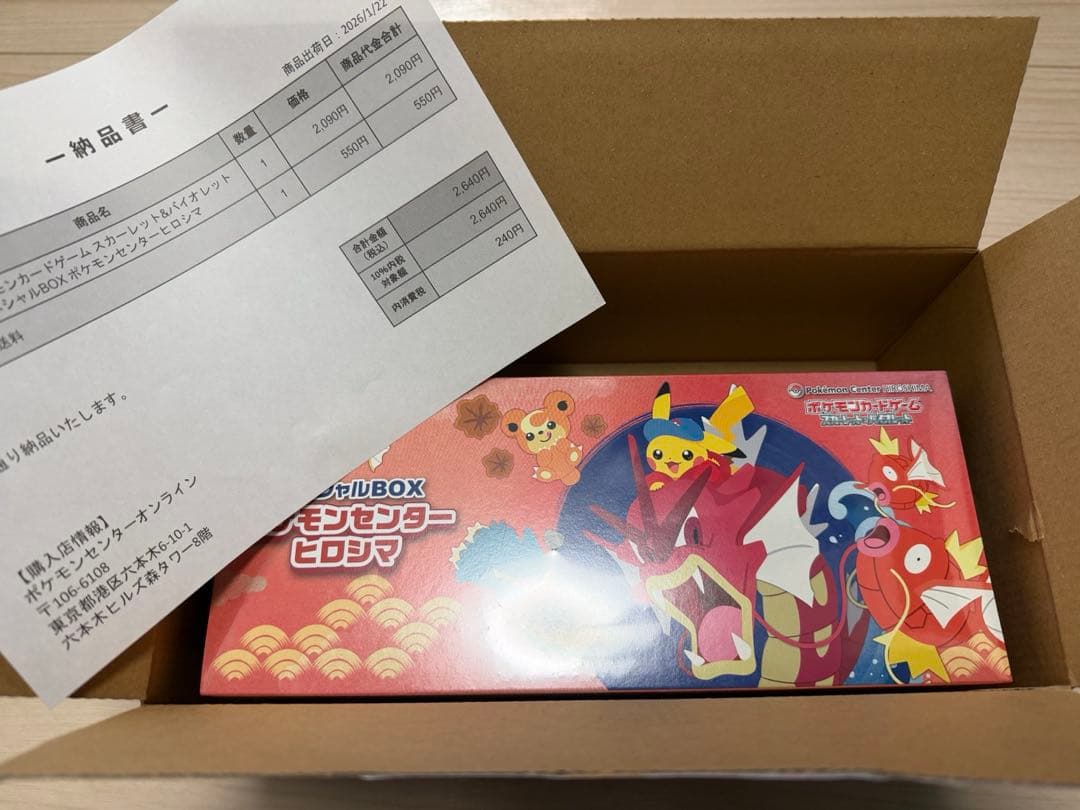 商品出荷日:2026/1/22
ー納品書ー
商品名
数量
価格
商品代金合計
モンカードゲーム スカーレット&バイオレット
シャルBOX ポケモンセンターヒロシマ
1
2,090円
2,090円
送料
1
550円
550円
合計金額
(税込)
2,640円
10%内税
対象額
2,640円
内消費税
240円
通り納品いたします。
【購入店情報】
ポケモンセンターオンライン
〒106-6108
東京都港区六本木6-10-1
六本木ヒルズ森タワー8階
Pokémon Center HIROSHIMA
ポケモンカードゲーム
スカーレット&バイオレット
シャルBOX
ケモンセンター
ヒロシマ